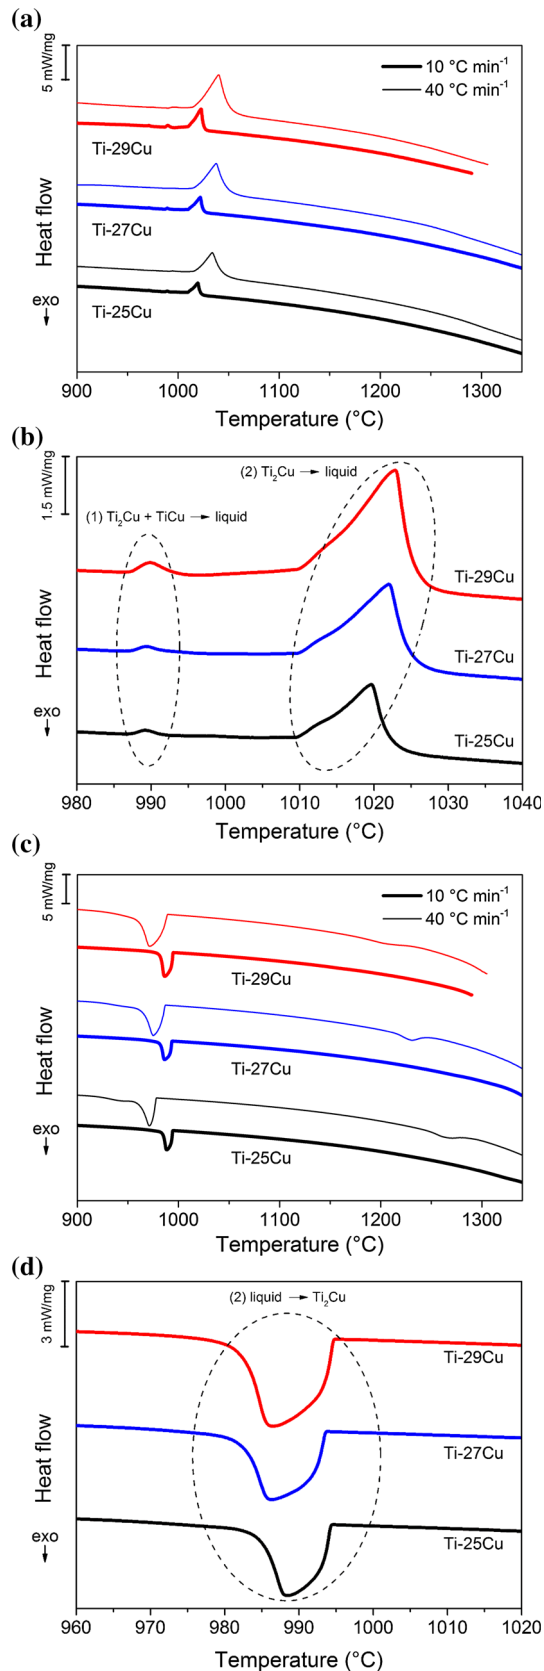 (a)
5 mW/mg
10 °C min⁻¹
40 °C min⁻¹
Ti-29Cu
Ti-27Cu
Ti-25Cu
Heat flow
exo
900 1000 1100 1200 1300
Temperature (°C)
(b)
1.5 mW/mg
(2) Ti₂Cu → liquid
(1) Ti₂Cu + TiCu → liquid
Ti-29Cu
Ti-27Cu
Ti-25Cu
Heat flow
exo
980 990 1000 1010 1020 1030 1040
Temperature (°C)
(c)
5 mW/mg
10 °C min⁻¹
40 °C min⁻¹
Ti-29Cu
Ti-27Cu
Ti-25Cu
Heat flow
exo
900 1000 1100 1200 1300
Temperature (°C)
(d)
3 mW/mg
(2) liquid → Ti₂Cu
Ti-29Cu
Ti-27Cu
Ti-25Cu
Heat flow
exo
960 970 980 990 1000 1010 1020
Temperature (°C)